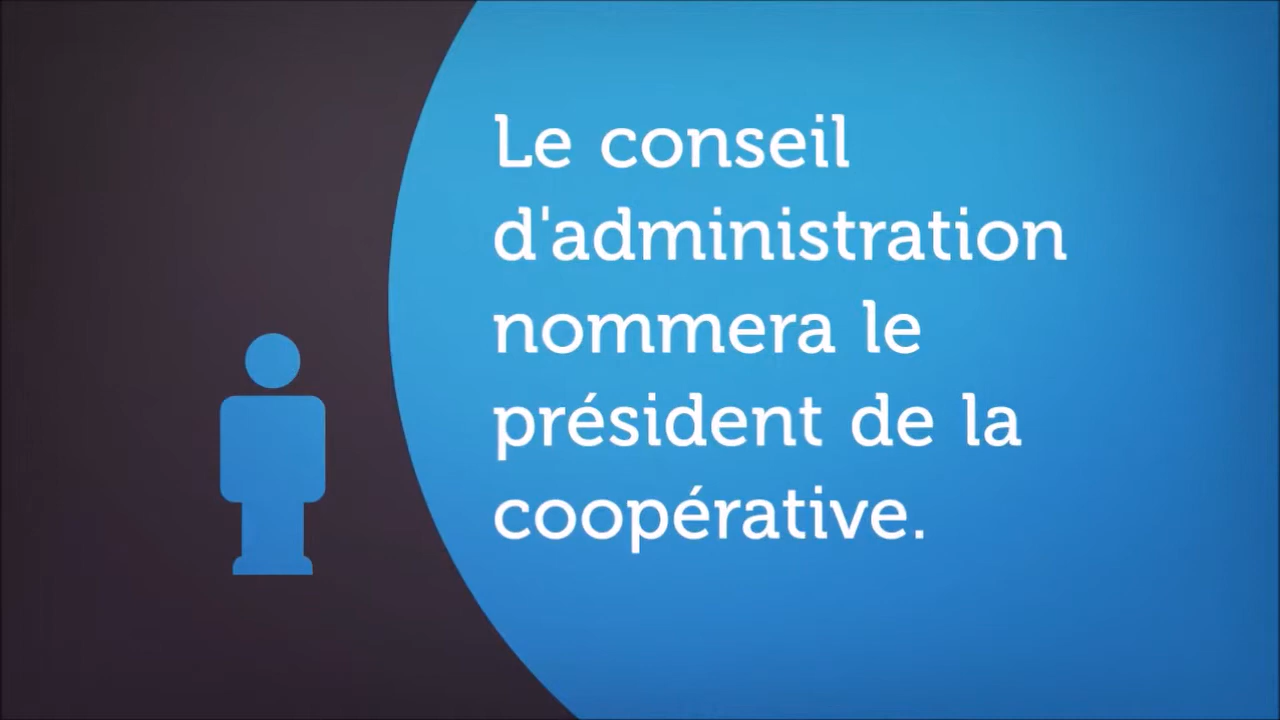 Le conseil
d'administration
nommera le
président de la
coopérative.